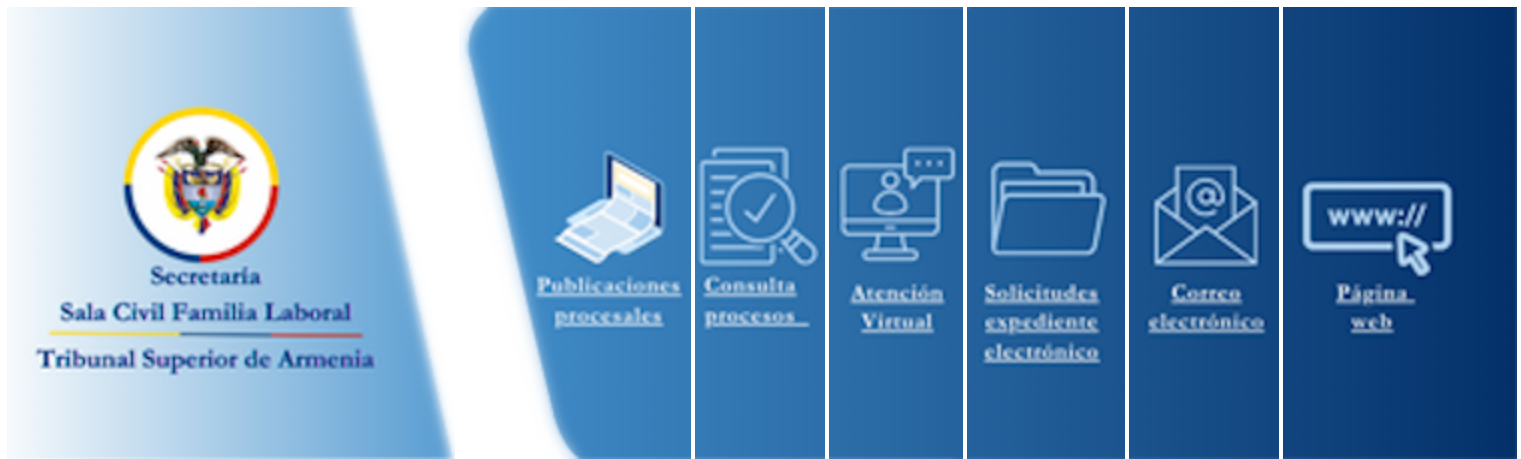 Secretaría
Sala Civil Familia Laboral
Tribunal Superior de Armenia
Publicaciones
procesales
Consulta
procesos
Atención
Virtual
Solicitudes
expediente
electrónico
@
Correo
electrónico
www://
Página
web